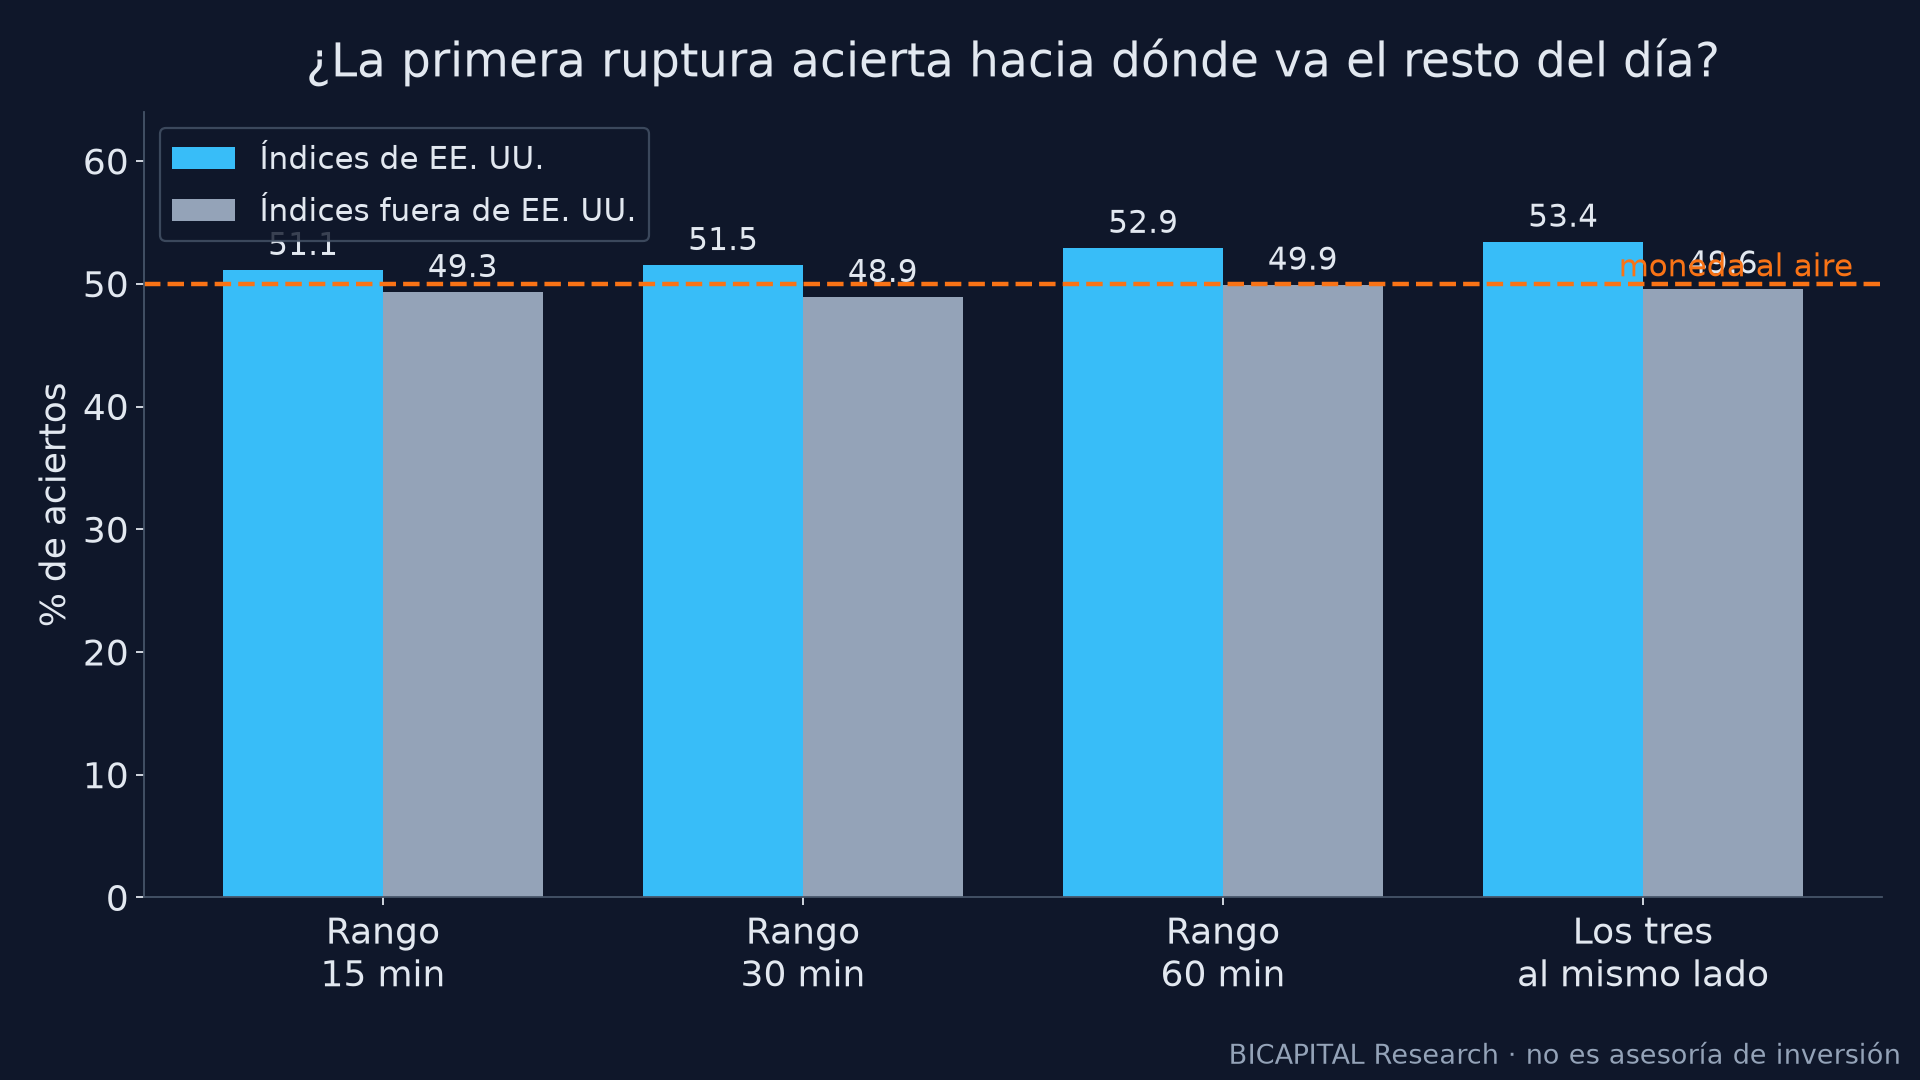 ¿La primera ruptura acierta hacia dónde va el resto del día?
Índices de EE. UU.
Índices fuera de EE. UU.
60
50
40
30
20
10
0
% de aciertos
51.1
49.3
51.5
48.9
52.9
49.9
53.4
49.6
moneda al aire
Rango
15 min
Rango
30 min
Rango
60 min
Los tres
al mismo lado
BICAPITAL Research · no es asesoría de inversión